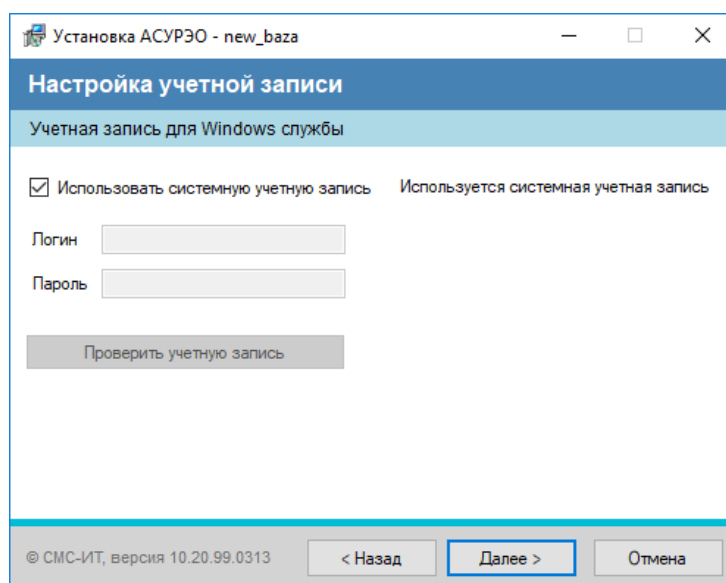 Установка АСУРЭО - new_baza
Настройка учетной записи
Учетная запись для Windows службы
Использовать системную учетную запись
Используется системная учетная запись
Логин
Пароль
Проверить учетную запись
© СМС-ИТ, версия 10.20.99.0313
< Назад
Далее >
Отмена